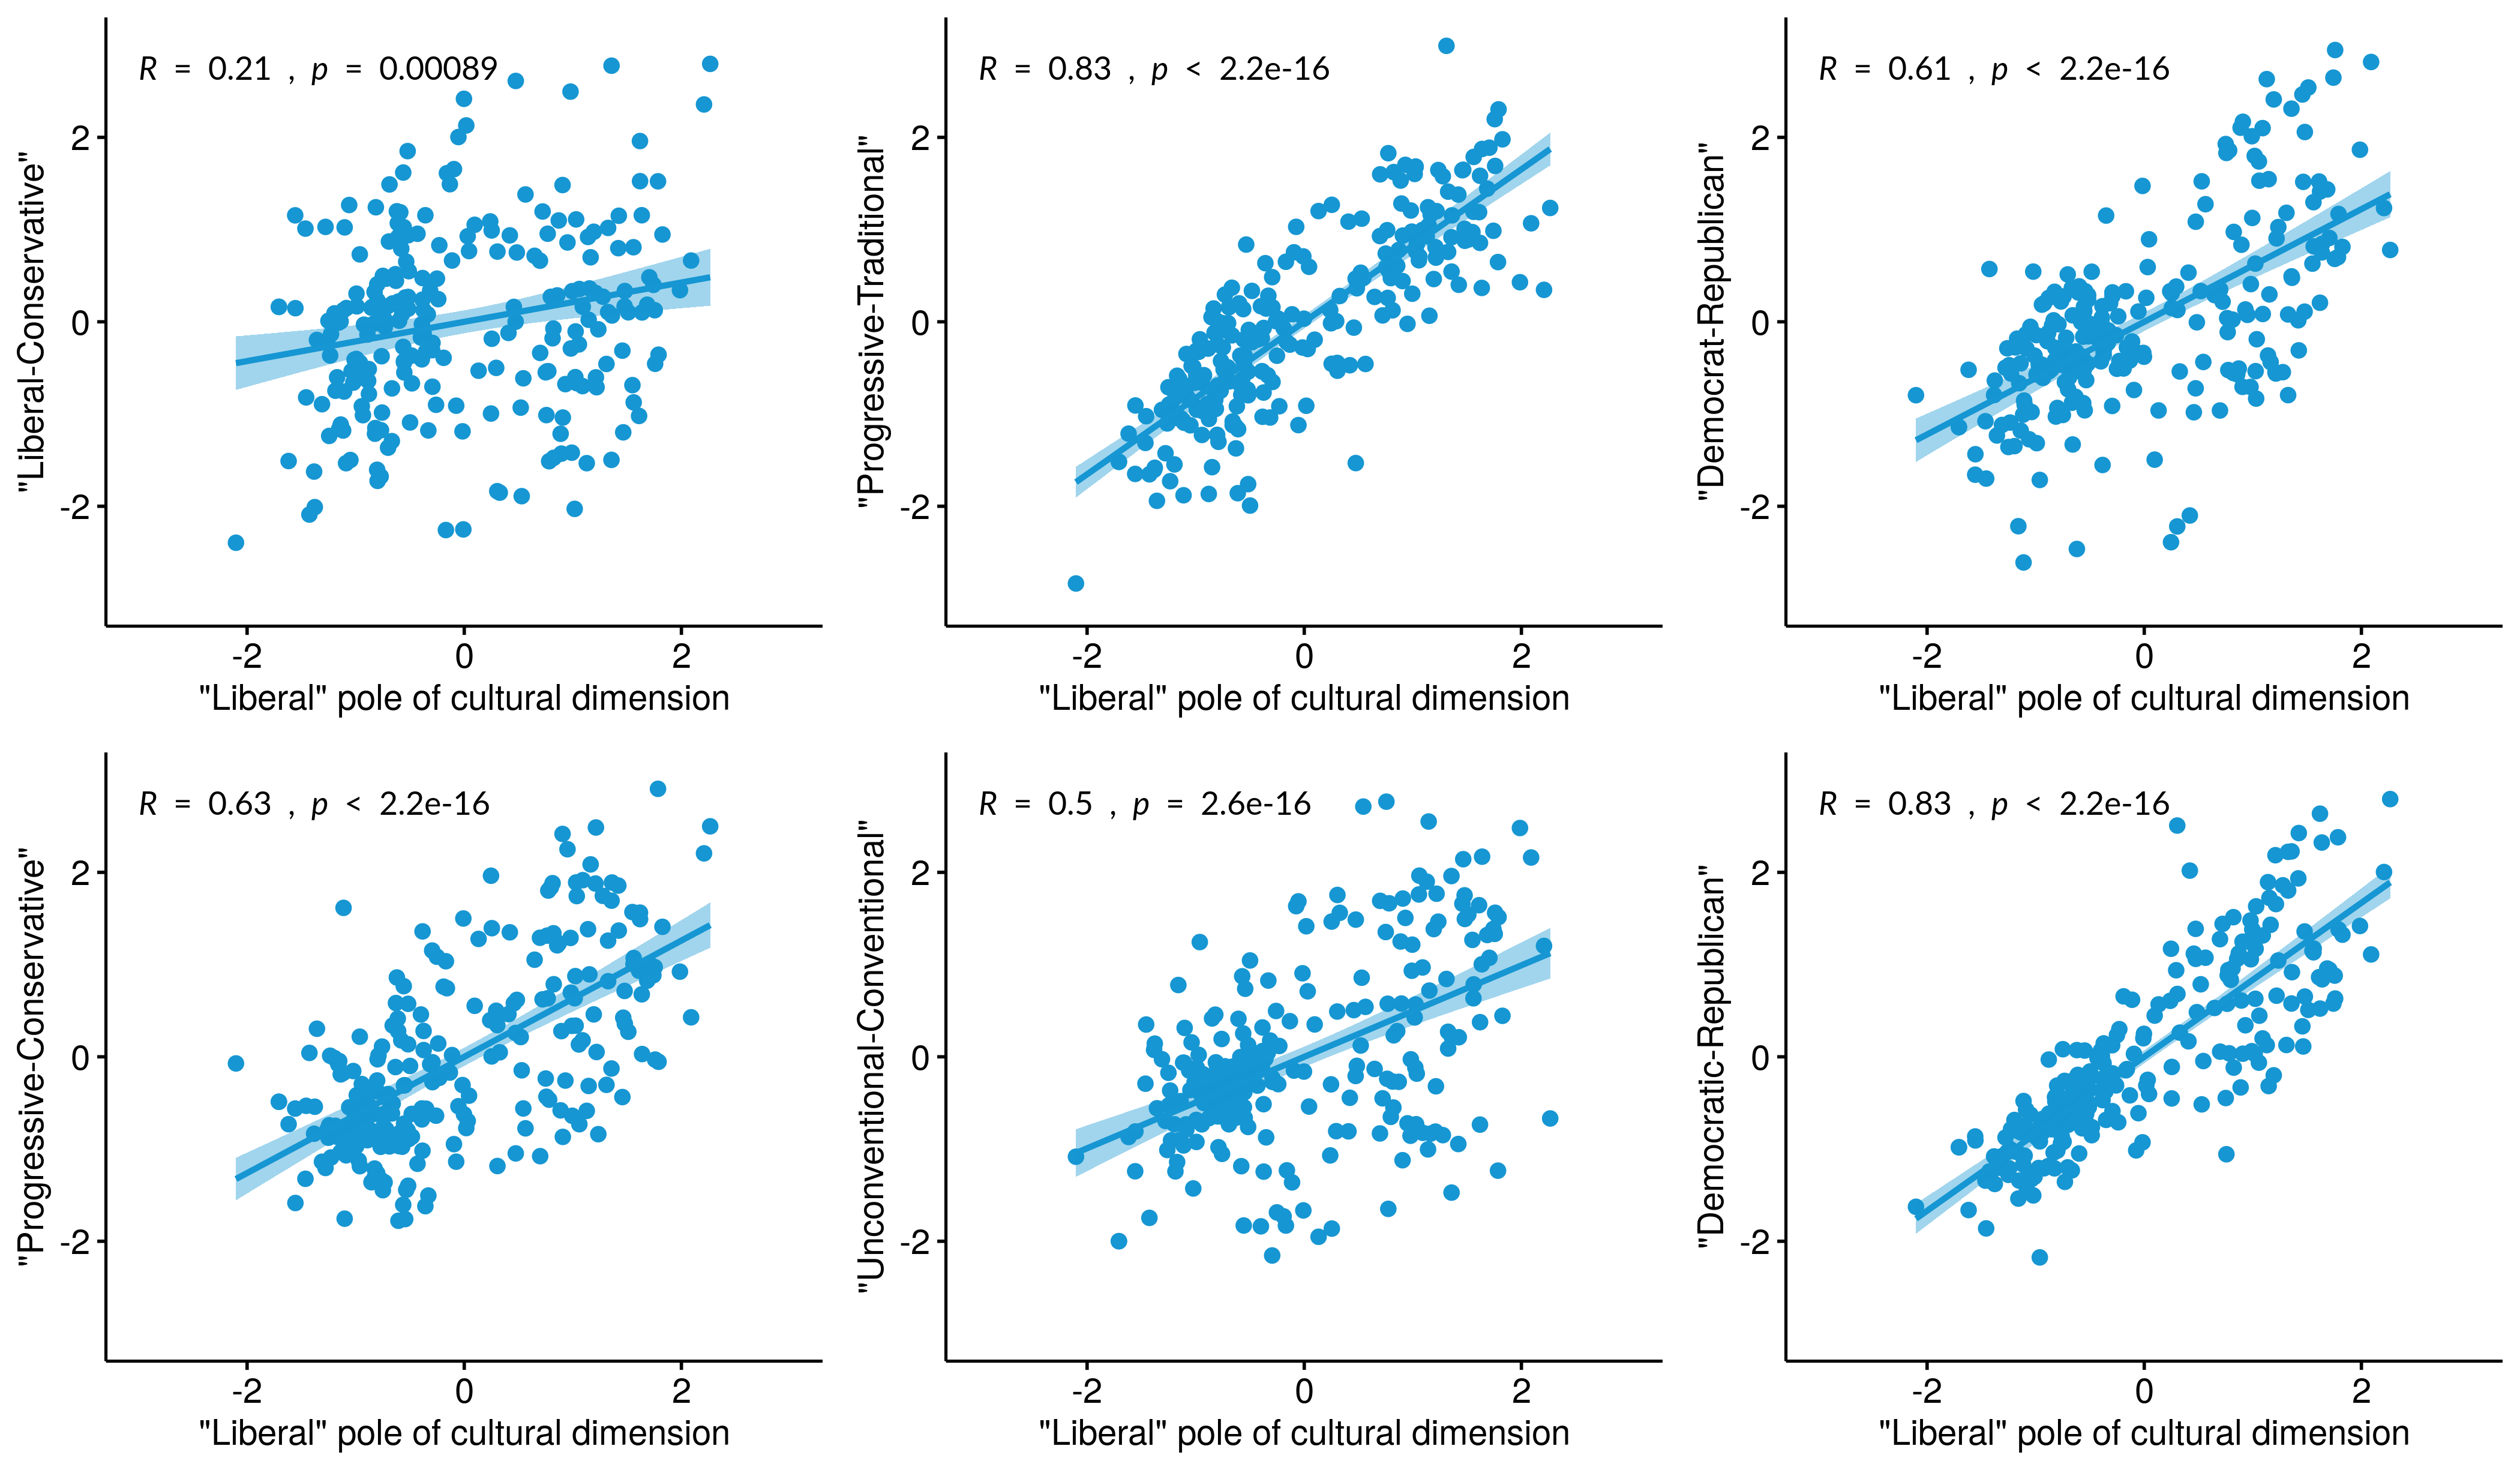 R = 0.21 , p = 0.00089
"Liberal-Conservative"
2
0
-2
-2 0 2
"Liberal" pole of cultural dimension
R = 0.83 , p < 2.2e-16
"Progressive-Traditional"
2
0
-2
-2 0 2
"Liberal" pole of cultural dimension
R = 0.61 , p < 2.2e-16
"Democrat-Republican"
2
0
-2
-2 0 2
"Liberal" pole of cultural dimension
R = 0.63 , p < 2.2e-16
"Progressive-Conservative"
2
0
-2
-2 0 2
"Liberal" pole of cultural dimension
R = 0.5 , p = 2.6e-16
"Unconventional-Conventional"
2
0
-2
-2 0 2
"Liberal" pole of cultural dimension
R = 0.83 , p < 2.2e-16
"Democratic-Republican"
2
0
-2
-2 0 2
"Liberal" pole of cultural dimension